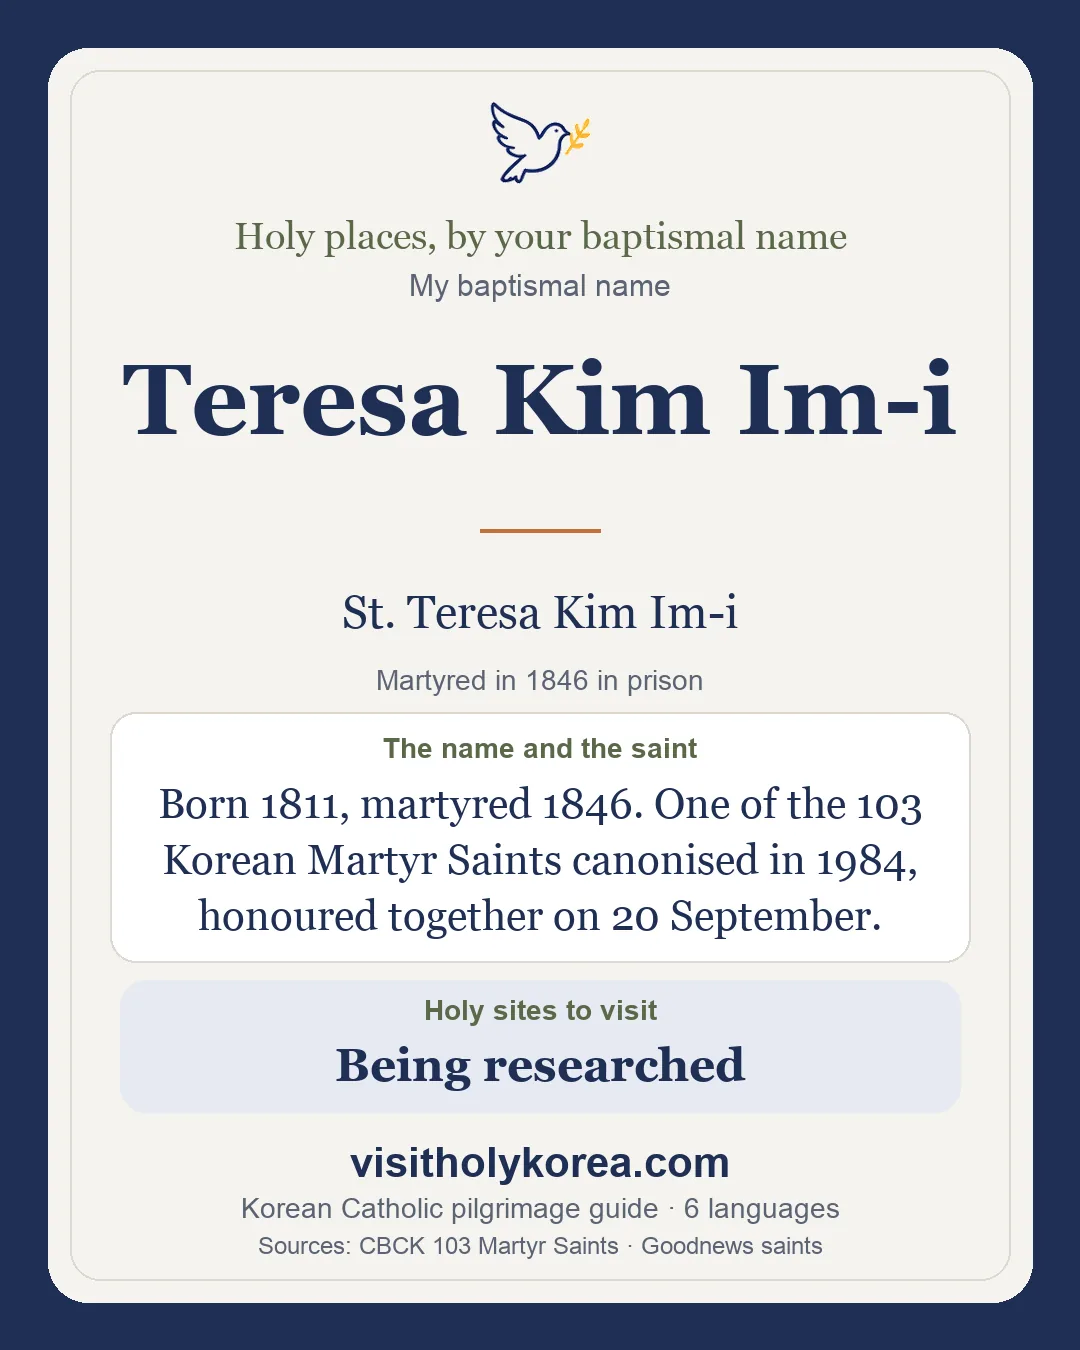 Holy places, by your baptismal name
My baptismal name
Teresa Kim Im-i
St. Teresa Kim Im-i
Martyred in 1846 in prison
The name and the saint
Born 1811, martyred 1846. One of the 103
Korean Martyr Saints canonised in 1984,
honoured together on 20 September.
Holy sites to visit
Being researched
visitholykorea.com
Korean Catholic pilgrimage guide · 6 languages
Sources: CBCK 103 Martyr Saints · Goodnews saints